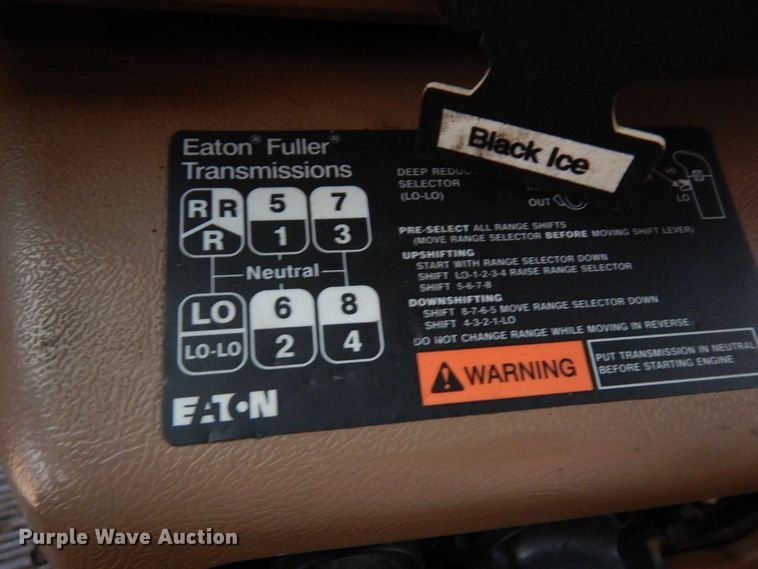 Black Ice
Eaton® Fuller®
Transmissions
DEEP
SELECTOR
(LO-LO)
OUT
HI
LO
R R 5 7
R 1 3
Neutral
LO 6 8
LO-LO 2 4
PRE-SELECT ALL RANGE SHIFTS
(MOVE RANGE SELECTOR BEFORE MOVING SHIFT LEVER)
UPSHIFTING
START WITH RANGE SELECTOR DOWN
SHIFT LO-1-2-3-4 RAISE RANGE SELECTOR
SHIFT 5-6-7-8
DOWNSHIFTING
SHIFT 8-7-6-5 MOVE RANGE SELECTOR DOWN
SHIFT 4-3-2-1-LO
DO NOT CHANGE RANGE WHILE MOVING IN REVERSE
WARNING
PUT TRANSMISSION IN NEUTRAL
BEFORE STARTING ENGINE
EATON
Purple Wave Auction